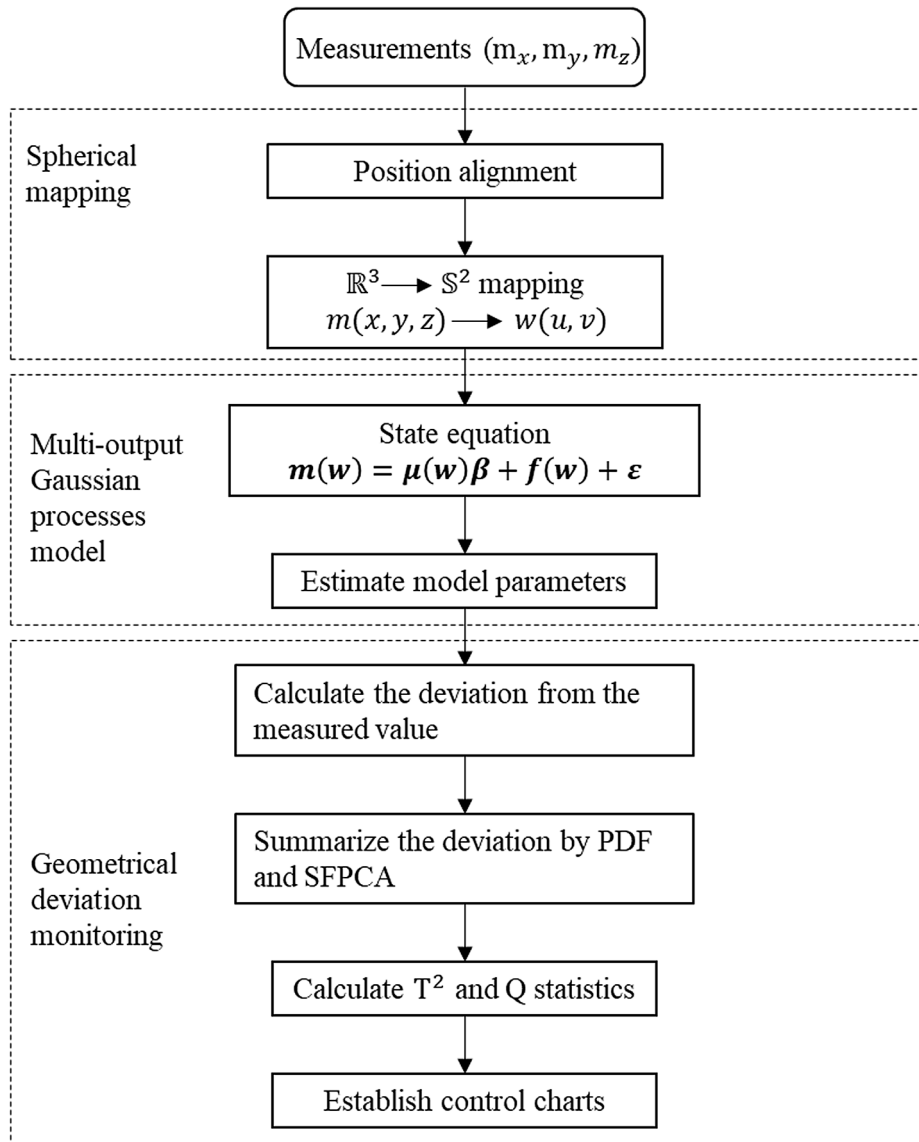 Measurements (mₓ, m_y, m_z)
Spherical
mapping
Position alignment
ℝ³⟶ 𝕊² mapping
m(x, y, z) ⟶ w(u, v)
Multi-output
Gaussian
processes
model
State equation
m(w) = μ(w)β + f(w) + ε
Estimate model parameters
Geometrical
deviation
monitoring
Calculate the deviation from the
measured value
Summarize the deviation by PDF
and SFPCA
Calculate T² and Q statistics
Establish control charts